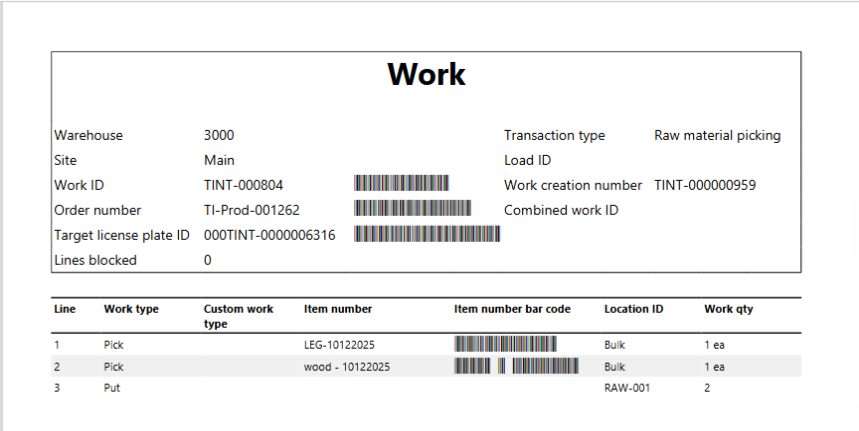 Work
Warehouse 3000 Transaction type Raw material picking
Site Main Load ID
Work ID TINT-000804 Work creation number TINT-000000959
Order number TI-Prod-001262 Combined work ID
Target license plate ID 000TINT-0000006316
Lines blocked 0
Line Work type Custom work type Item number Item number bar code Location ID Work qty
1 Pick LEG-10122025 Bulk 1 ea
2 Pick wood - 10122025 Bulk 1 ea
3 Put RAW-001 2